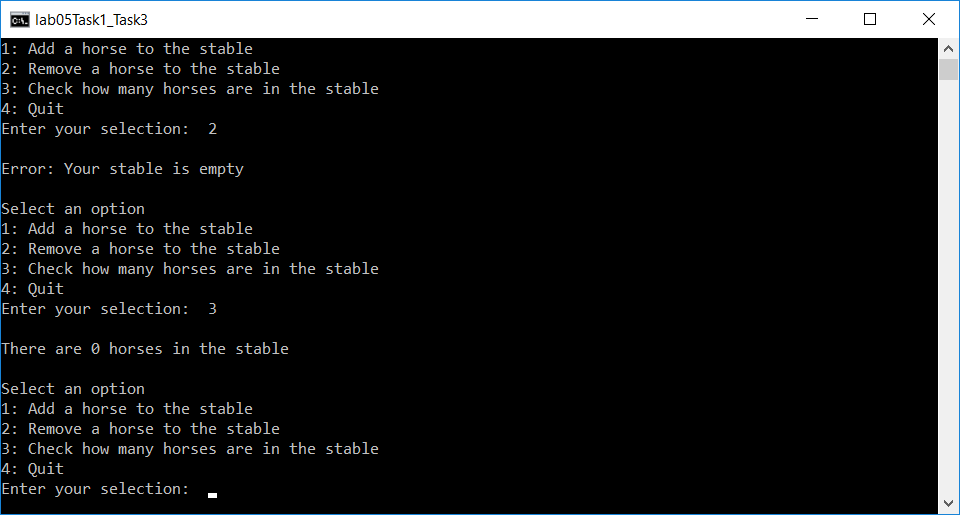 lab05Task1_Task3
1: Add a horse to the stable
2: Remove a horse to the stable
3: Check how many horses are in the stable
4: Quit
Enter your selection:  2
Error: Your stable is empty
Select an option
1: Add a horse to the stable
2: Remove a horse to the stable
3: Check how many horses are in the stable
4: Quit
Enter your selection:  3
There are 0 horses in the stable
Select an option
1: Add a horse to the stable
2: Remove a horse to the stable
3: Check how many horses are in the stable
4: Quit
Enter your selection: